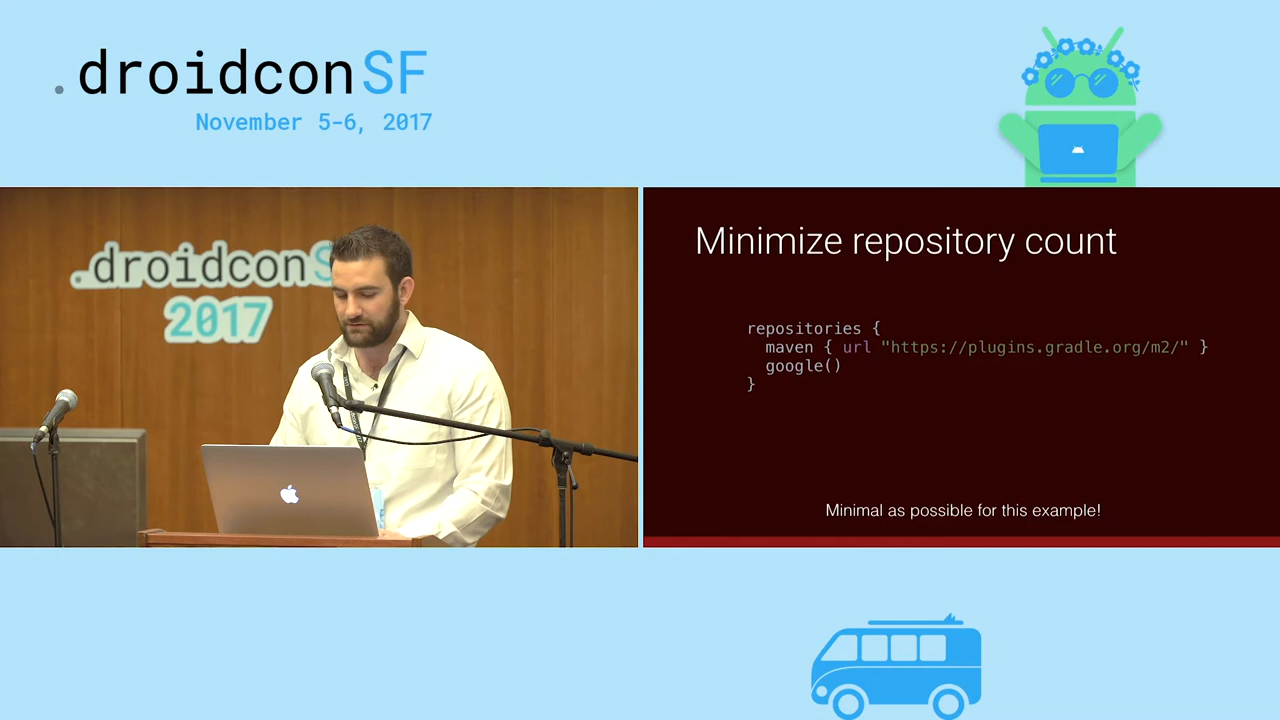 .droidconSF
November 5-6, 2017
.droidconS
2017
Minimize repository count
repositories {
maven { url "https://plugins.gradle.org/m2/" }
google()
}
Minimal as possible for this example!